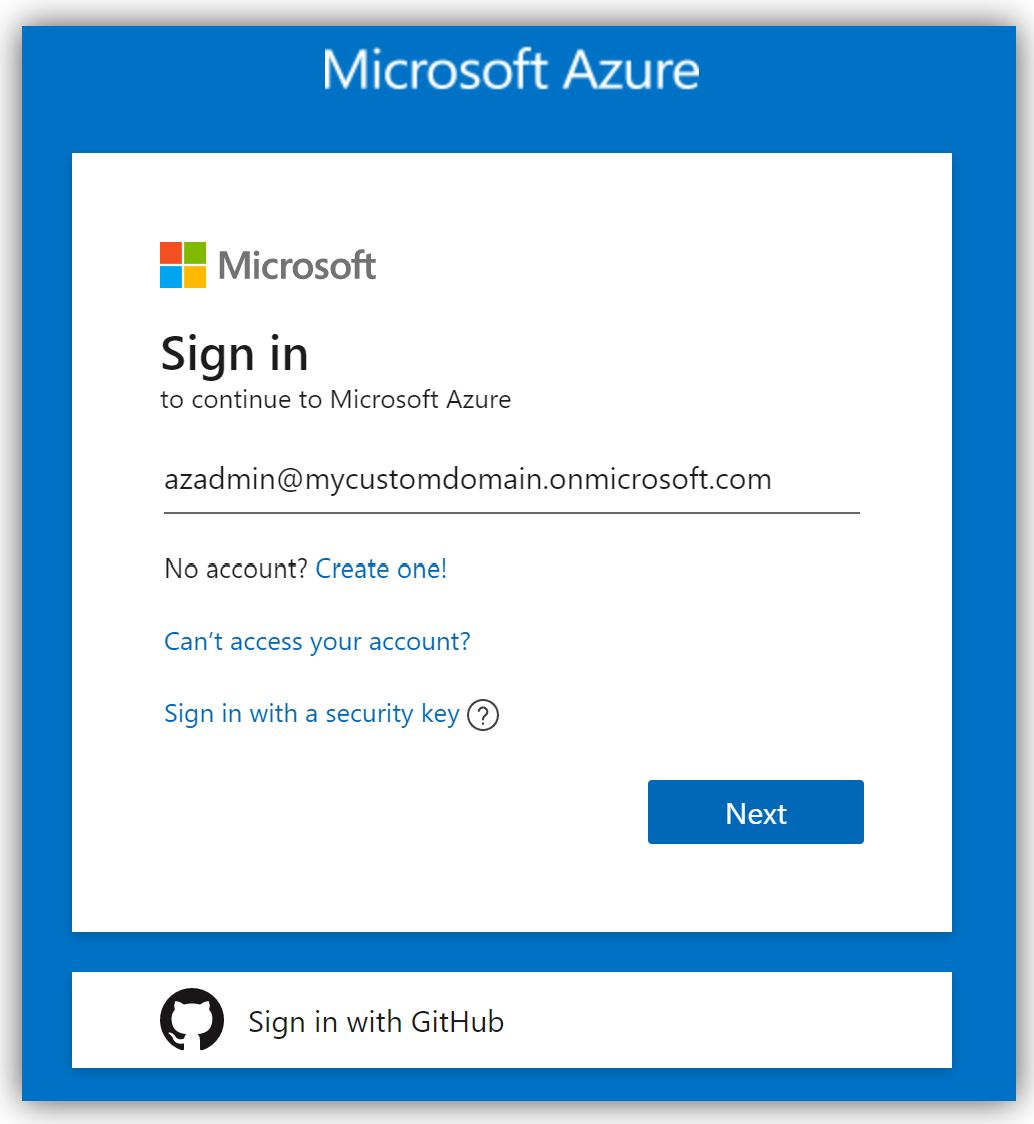 Microsoft Azure
Microsoft
Sign in
to continue to Microsoft Azure
azadmin@mycustomdomain.onmicrosoft.com
No account? Create one!
Can’t access your account?
Sign in with a security key ?
Next
Sign in with GitHub